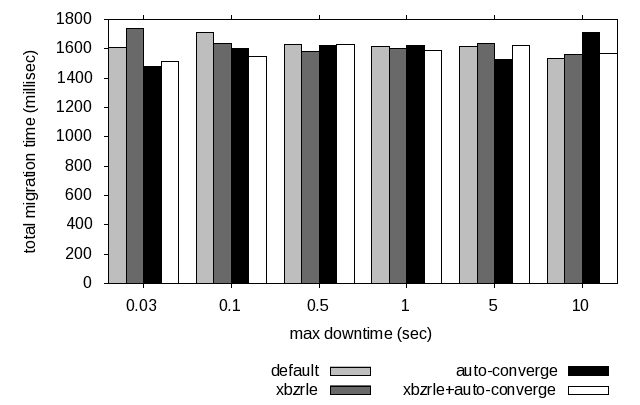 1800
1600
1400
1200
1000
800
600
400
200
0
total migration time (millisec)
0.03 0.1 0.5 1 5 10
max downtime (sec)
default auto-converge
xbzrle xbzrle+auto-converge